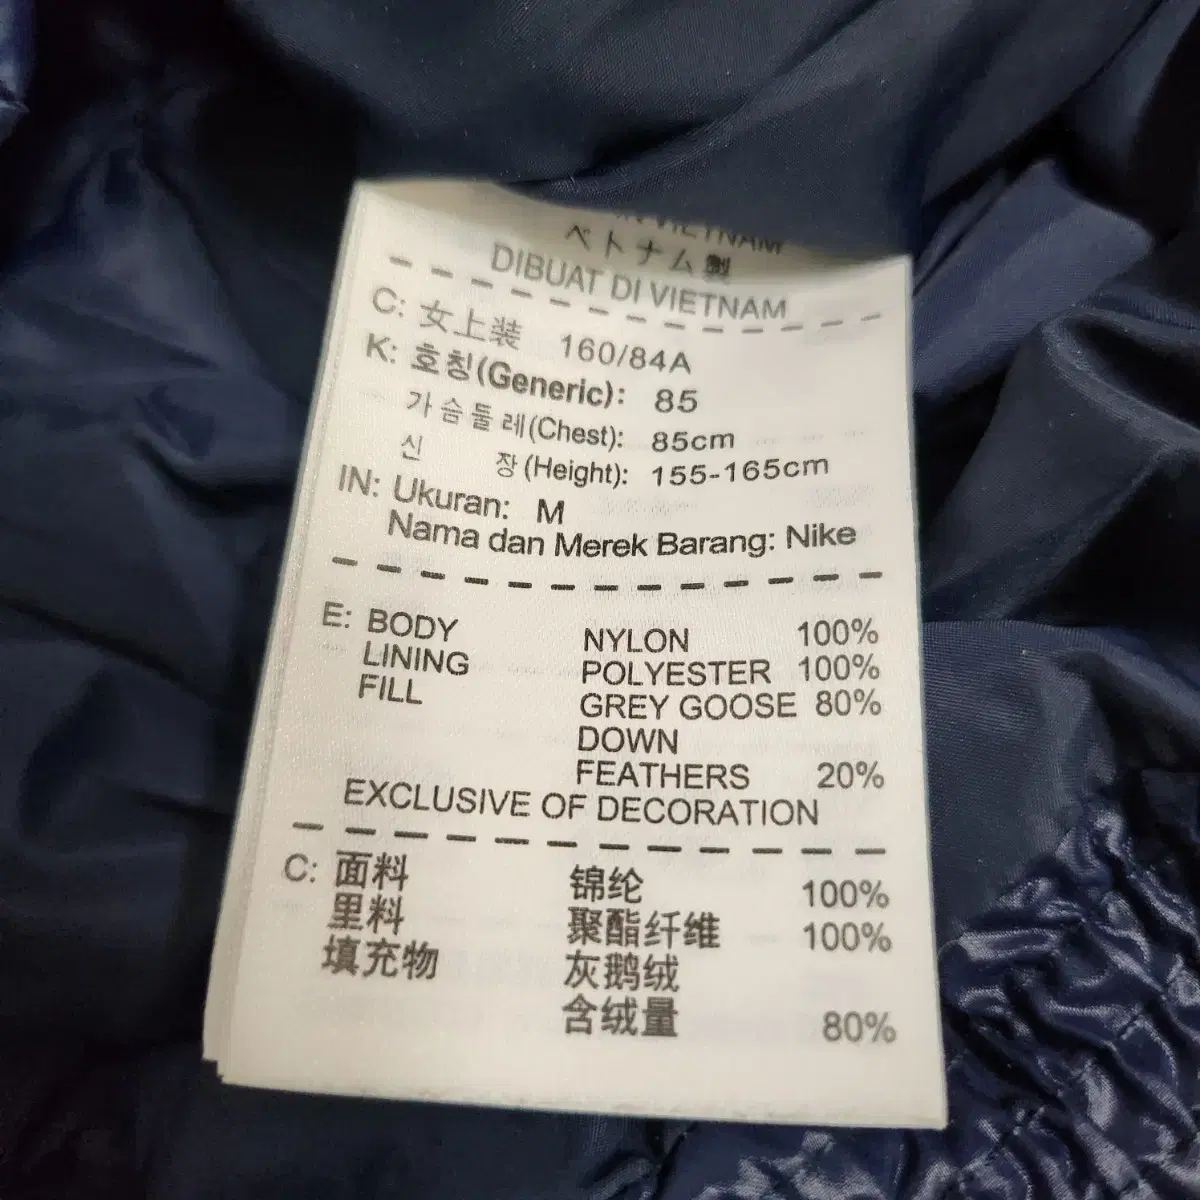 VIETNAM
ベトナム製
DIBUAT DI VIETNAM
C: 女上装 160/84A
K: 호칭(Generic): 85
가슴둘레(Chest): 85cm
신 장(Height): 155-165cm
IN: Ukuran: M
Nama dan Merek Barang: Nike
E: BODY NYLON 100%
LINING POLYESTER 100%
FILL GREY GOOSE 80%
DOWN
FEATHERS 20%
EXCLUSIVE OF DECORATION
C: 面料 锦纶 100%
里料 聚酯纤维 100%
填充物 灰鹅绒
含绒量 80%